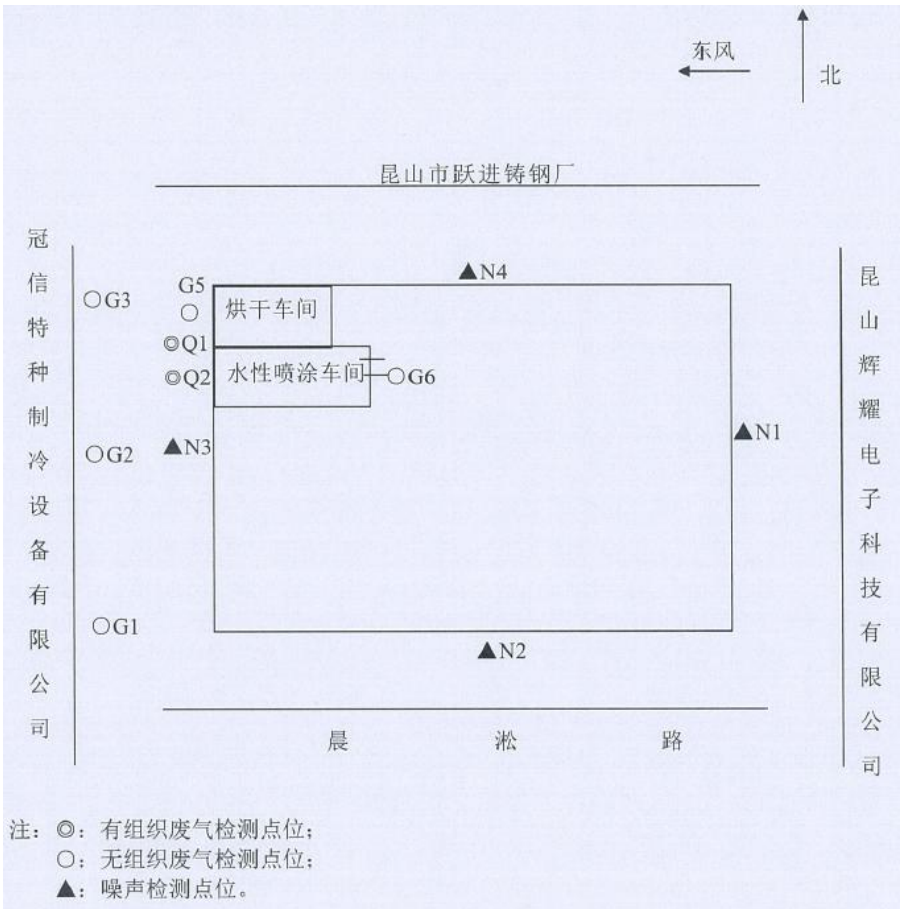 东风
北
昆山市跃进铸钢厂
冠信特种制冷设备有限公司
昆山辉耀电子科技有限公司
▲N4
G5
○G3
烘干车间
◎Q1
◎Q2
水性喷涂车间
○G6
▲N3
▲N1
○G2
○G1
▲N2
晨淞路
注：◎：有组织废气检测点位；
○：无组织废气检测点位；
▲：噪声检测点位。